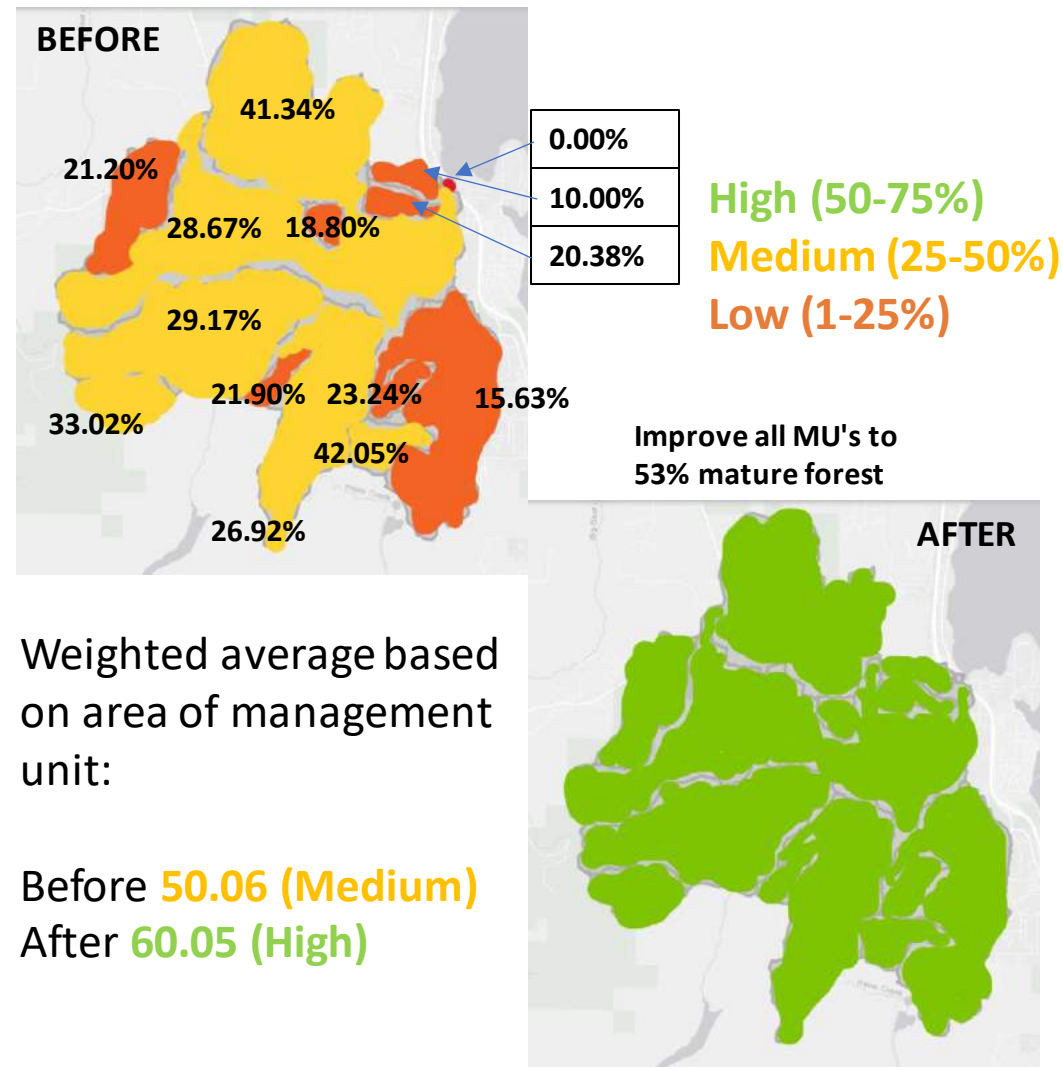 BEFORE
41.34%
0.00%
21.20%
10.00%
High (50-75%)
28.67% 18.80%
20.38%
Medium (25-50%)
Low (1-25%)
29.17%
21.90% 23.24% 15.63%
33.02%
42.05%
Improve all MU's to
53% mature forest
26.92%
AFTER
Weighted average based
on area of management
unit:
Before 50.06 (Medium)
After 60.05 (High)